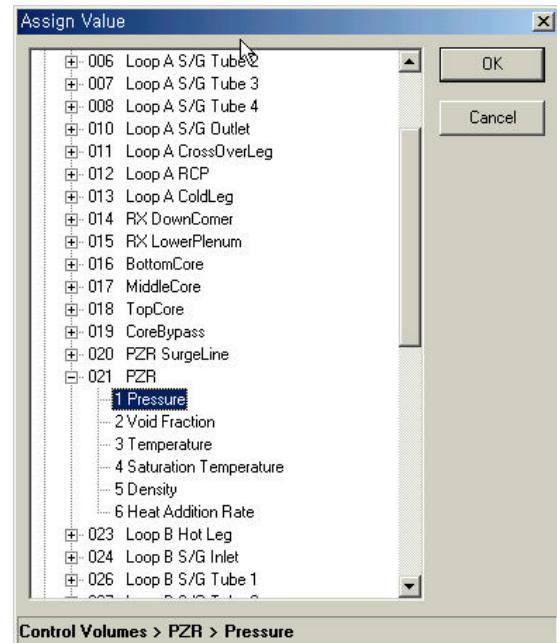 Assign Value
006 Loop A S/G Tube 2
007 Loop A S/G Tube 3
008 Loop A S/G Tube 4
010 Loop A S/G Outlet
011 Loop A CrossOverLeg
012 Loop A RCP
013 Loop A ColdLeg
014 RX DownComer
015 RX LowerPlenum
016 BottomCore
017 MiddleCore
018 TopCore
019 CoreBypass
020 PZR SurgeLine
021 PZR
1 Pressure
2 Void Fraction
3 Temperature
4 Saturation Temperature
5 Density
6 Heat Addition Rate
023 Loop B Hot Leg
024 Loop B S/G Inlet
026 Loop B S/G Tube 1
OK
Cancel
Control Volumes > PZR > Pressure